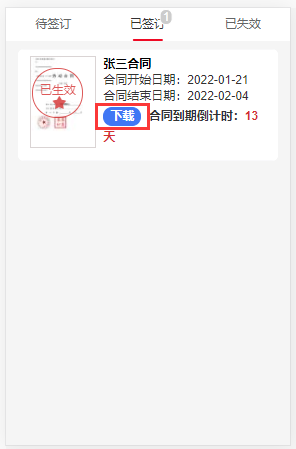 待签订 已签订 1 已失效
张三合同
合同开始日期：2022-01-21
合同结束日期：2022-02-04
下载 合同到期倒计时：13
天
已生效